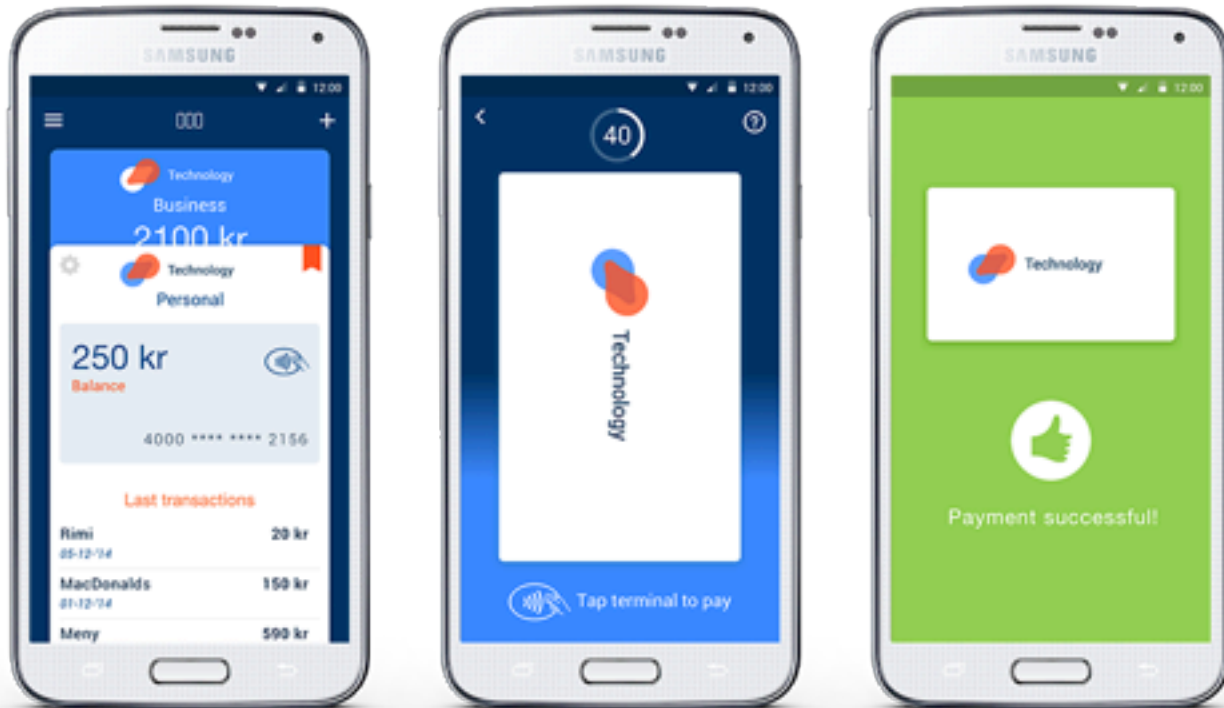 SAMSUNG
12:00
Technology
Business
2100 kr
Technology
Personal
250 kr
Balance
4000 **** **** 2156
Last transactions
Rimi 20 kr
05-12-'14
MacDonalds 150 kr
01-12-'14
Meny 590 kr
SAMSUNG
12:00
40
?
Technology
Tap terminal to pay
SAMSUNG
12:00
Technology
Payment successful!